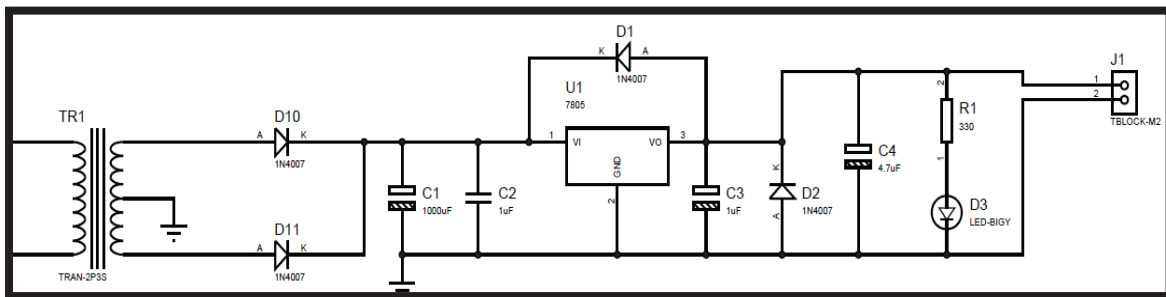 TR1
TRAN-2P3S
D10
A K
1N4007
D11
A K
1N4007
C1
1000uF
C2
1uF
D1
K A
1N4007
U1
7805
1 VI VO 3
GND
2
C3
1uF
K
D2
1N4007
A
C4
4.7uF
2
R1
330
1
D3
LED-BIGY
J1
1
2
TBLOCK-M2